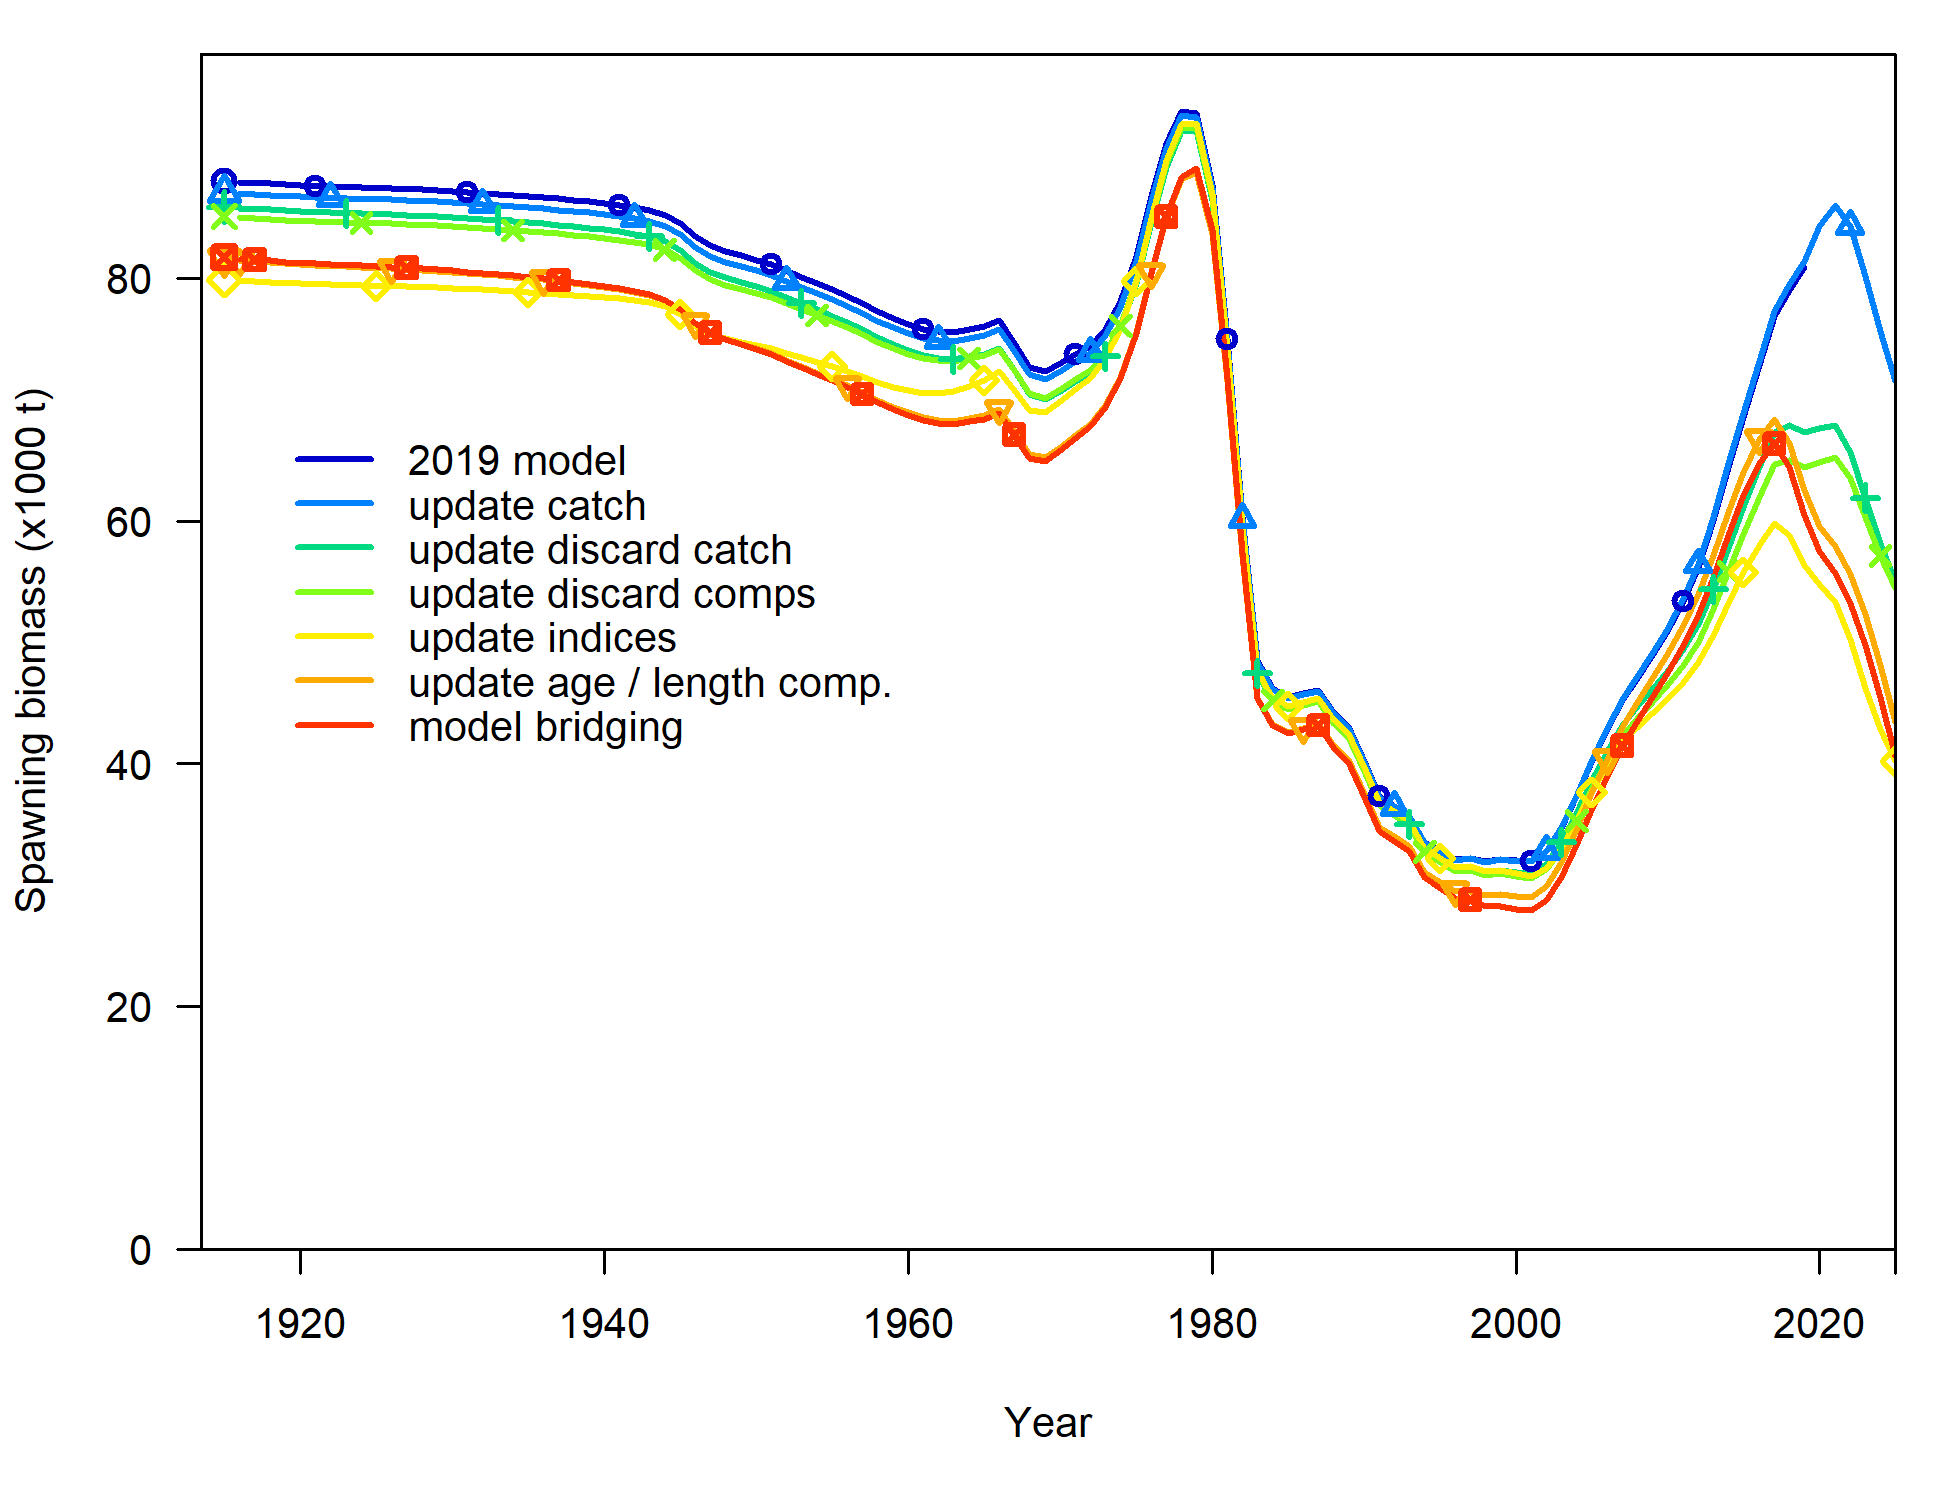 Spawning biomass (x1000 t)
80
60
40
20
0
2019 model
update catch
update discard catch
update discard comps
update indices
update age / length comp.
model bridging
1920 1940 1960 1980 2000 2020
Year